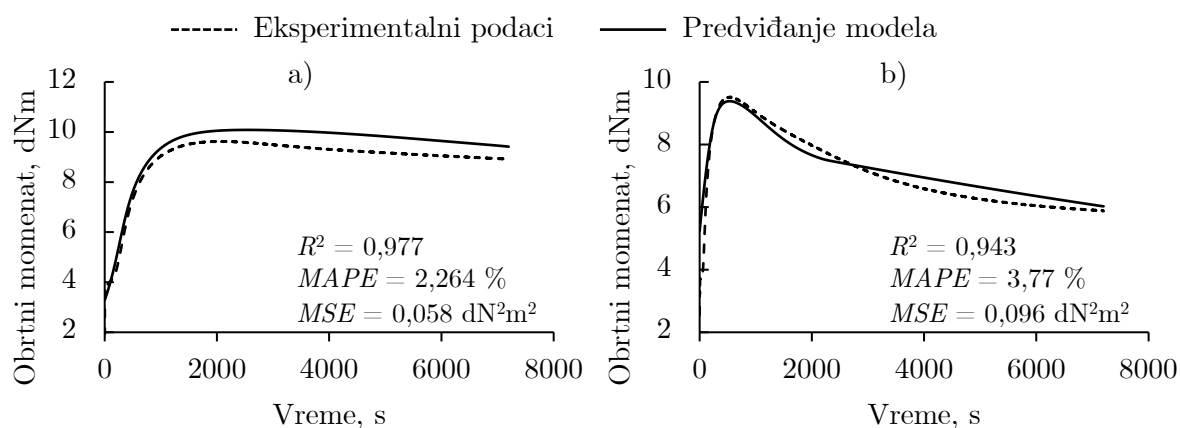 Eksperimentalni podaci Predviđanje modela
a)
12
10
8
6
4
2
Obrtni momenat, dNm
R² = 0,977
MAPE = 2,264 %
MSE = 0,058 dN²m²
0 2000 4000 6000 8000
Vreme, s
b)
10
8
6
4
2
Obrtni momenat, dNm
R² = 0,943
MAPE = 3,77 %
MSE = 0,096 dN²m²
0 2000 4000 6000 8000
Vreme, s